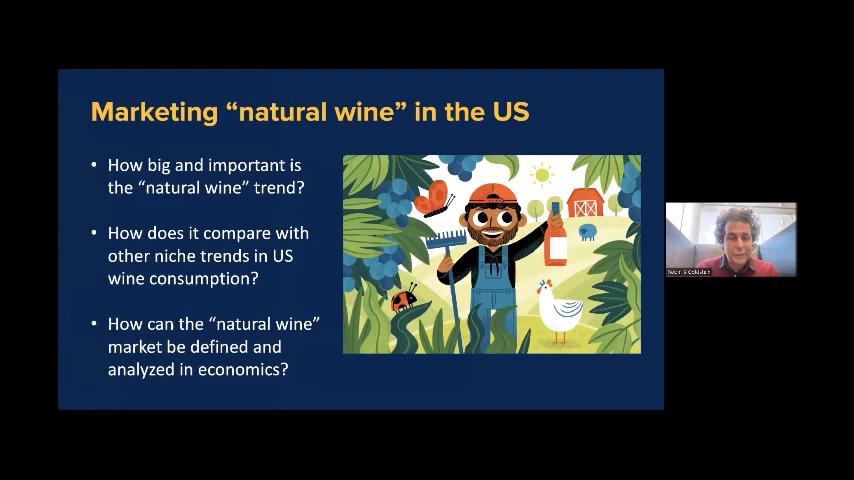 Marketing “natural wine” in the US
• How big and important is
the “natural wine” trend?
• How does it compare with
other niche trends in US
wine consumption?
• How can the “natural wine”
market be defined and
analyzed in economics?
Robin S Goldstein